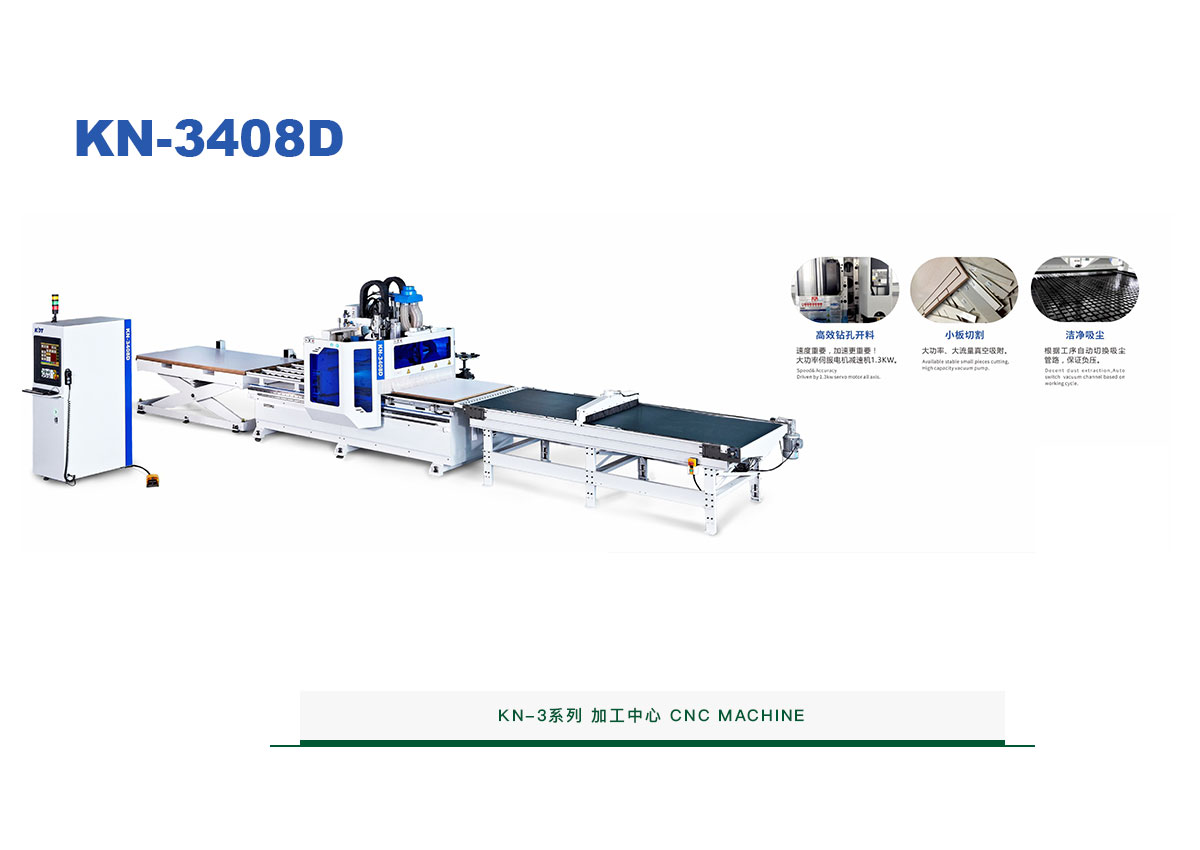 KN-3408D
KDT
KN-3408D
KN-3408D
高效钻孔开料
速度重要，加速更重要！
大功率伺服电机减速机1.3KW。
Speed& Accuracy
Driven by 1.3kw servo motor all axis.
小板切割
大功率、大流量真空吸附。
Available stable small pieces cutting,
High capacity vacuum pump.
洁净吸尘
根据工序自动切换吸尘
管路，保证负压。
Docent dust extraction,Auto
switch vacuum channel based on
working cycle.
KN-3系列 加工中心 CNC MACHINE